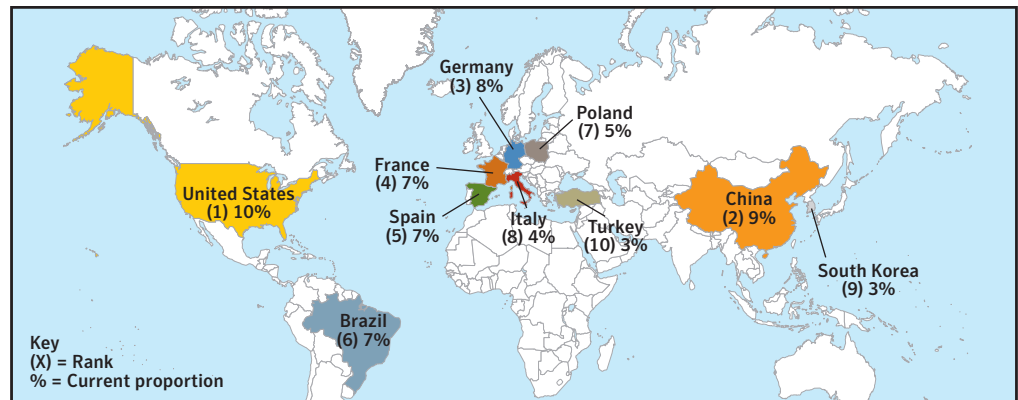 Germany
(3) 8%
Poland
(7) 5%
France
(4) 7%
United States
(1) 10%
China
(2) 9%
Spain
(5) 7%
Italy
(8) 4%
Turkey
(10) 3%
South Korea
(9) 3%
Brazil
(6) 7%
Key
(X) = Rank
% = Current proportion